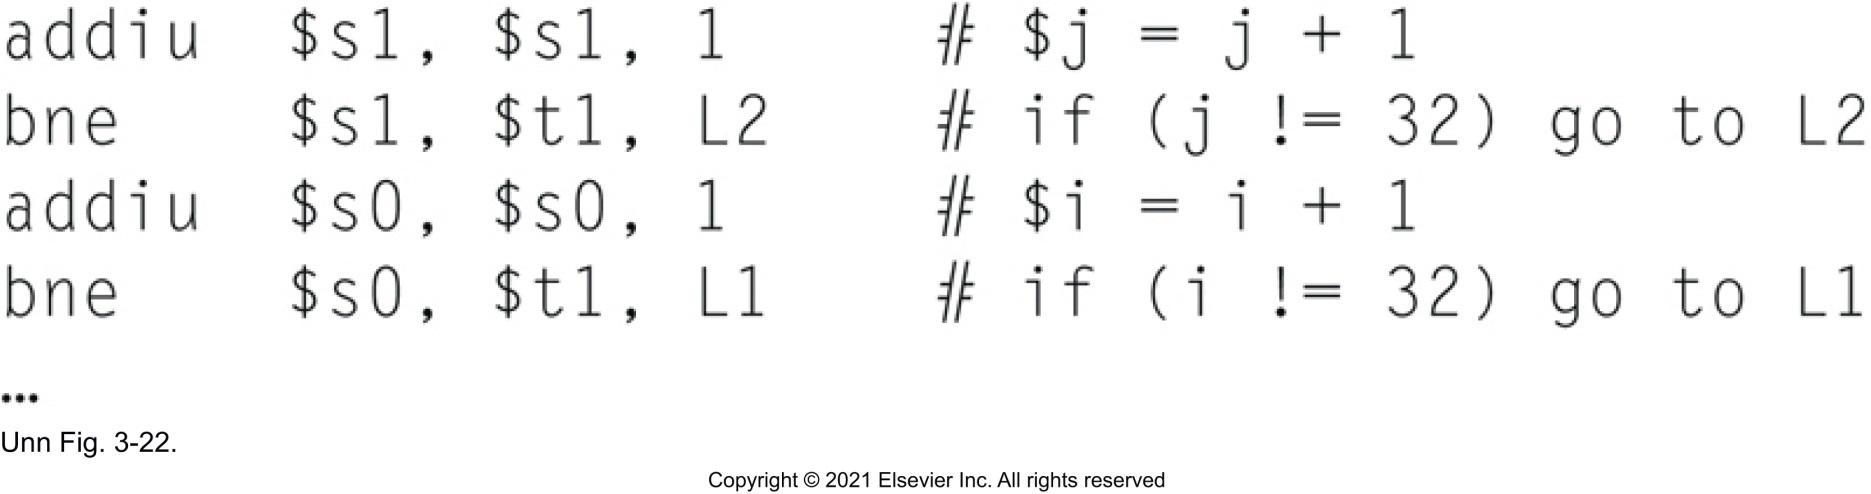 addiu $s1, $s1, 1 # $j = j + 1
bne $s1, $t1, L2 # if (j != 32) go to L2
addiu $s0, $s0, 1 # $i = i + 1
bne $s0, $t1, L1 # if (i != 32) go to L1
…
Unn Fig. 3-22.
Copyright © 2021 Elsevier Inc. All rights reserved